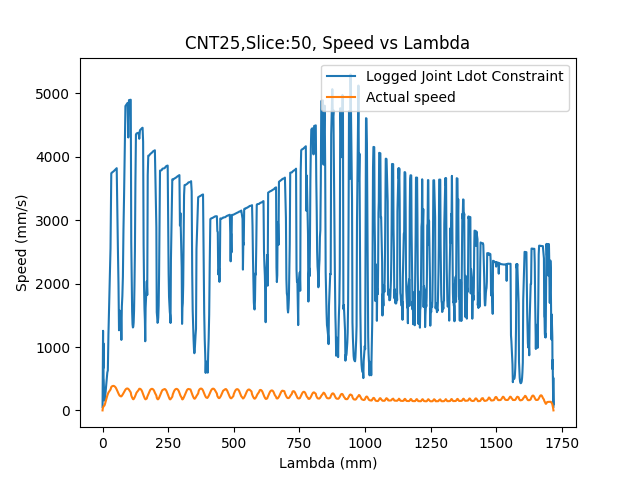 CNT25,Slice:50, Speed vs Lambda
Logged Joint Ldot Constraint
Actual speed
Speed (mm/s)
5000
4000
3000
2000
1000
0
0
250
500
750
1000
1250
1500
1750
Lambda (mm)